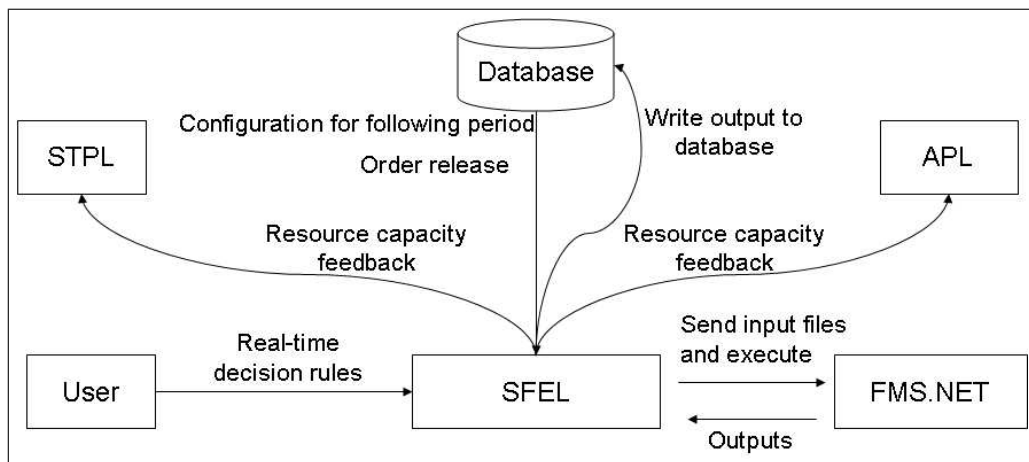 Database
Configuration for following period
Write output to
database
Order release
STPL
APL
Resource capacity
feedback
Resource capacity
feedback
Send input files
and execute
Real-time
decision rules
User
SFEL
FMS.NET
Outputs